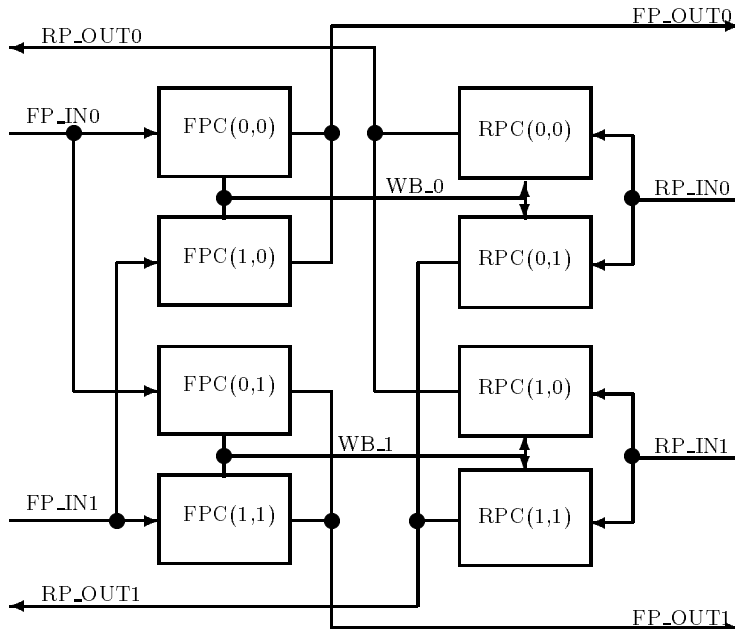 FP_OUT0
RP_OUT0
FP_IN0
FPC(0,0)
RPC(0,0)
WB_0
RP_IN0
FPC(1,0)
RPC(0,1)
FPC(0,1)
RPC(1,0)
WB_1
RP_IN1
FP_IN1
FPC(1,1)
RPC(1,1)
RP_OUT1
FP_OUT1